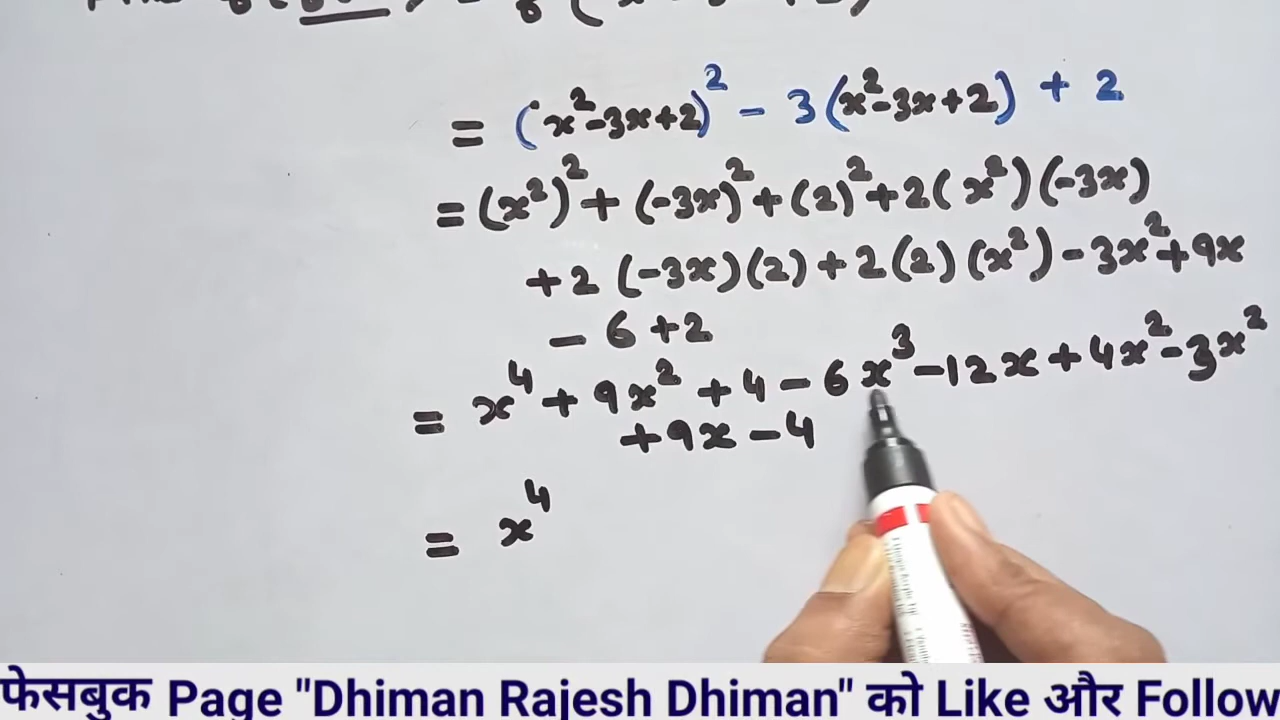 = (x²-3x+2)² - 3(x²-3x+2) + 2
= (x²)² + (-3x)² + (2)² + 2(x²)(-3x)
+ 2 (-3x)(2) + 2(2)(x²) - 3x² + 9x
- 6 + 2
= x⁴ + 9x² + 4 - 6x³ - 12x + 4x² - 3x²
+ 9x - 4
= x⁴
फेसबुक Page "Dhiman Rajesh Dhiman" को Like और Follow